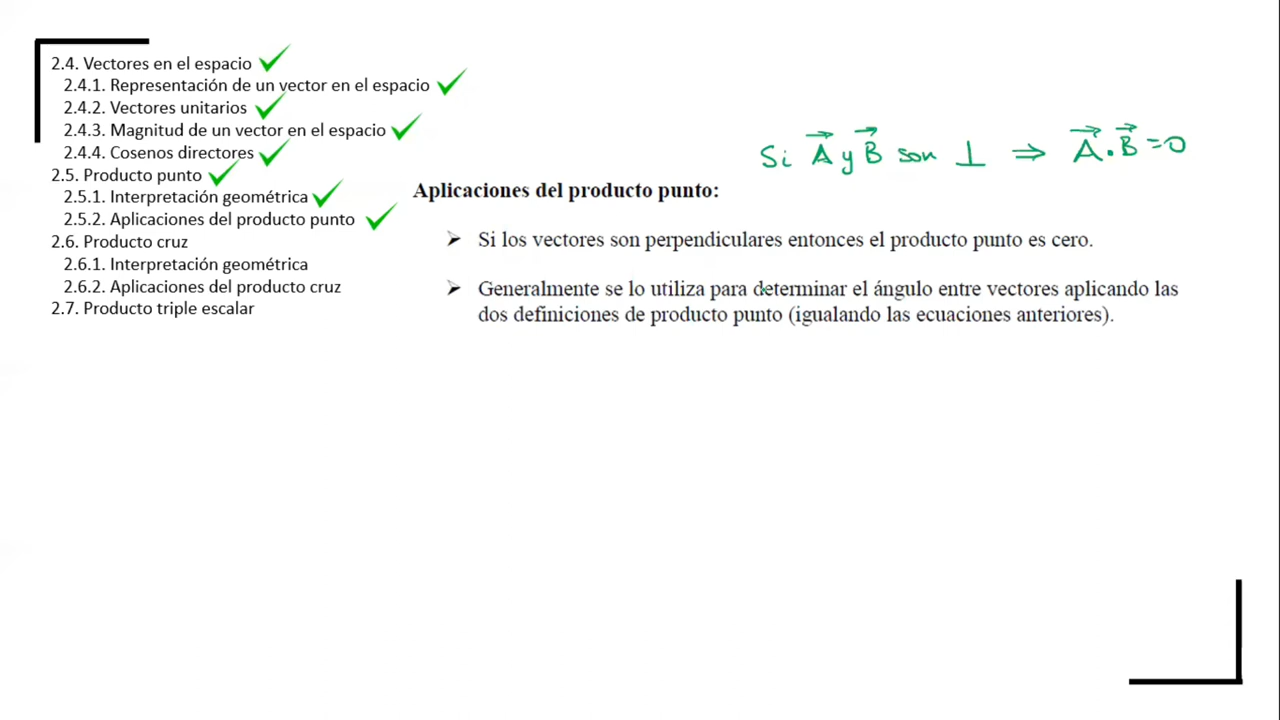 2.4. Vectores en el espacio
2.4.1. Representación de un vector en el espacio
2.4.2. Vectores unitarios
2.4.3. Magnitud de un vector en el espacio
2.4.4. Cosenos directores
2.5. Producto punto
2.5.1. Interpretación geométrica
2.5.2. Aplicaciones del producto punto
2.6. Producto cruz
2.6.1. Interpretación geométrica
2.6.2. Aplicaciones del producto cruz
2.7. Producto triple escalar
Si A⃗ y B⃗ son ⊥ ⇒ A⃗ · B⃗ = 0
Aplicaciones del producto punto:
➢ Si los vectores son perpendiculares entonces el producto punto es cero.
➢ Generalmente se lo utiliza para determinar el ángulo entre vectores aplicando las
dos definiciones de producto punto (igualando las ecuaciones anteriores).